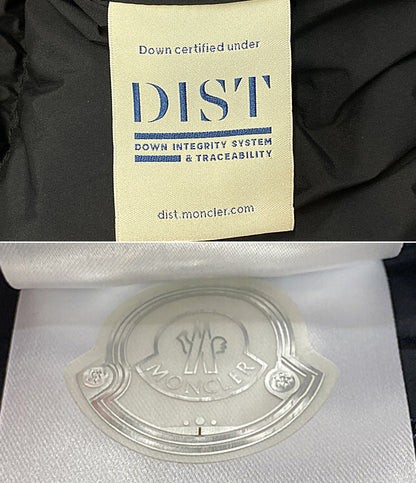 Down certified under
DIST
DOWN INTEGRITY SYSTEM
& TRACEABILITY
dist.moncler.com
MONCLER